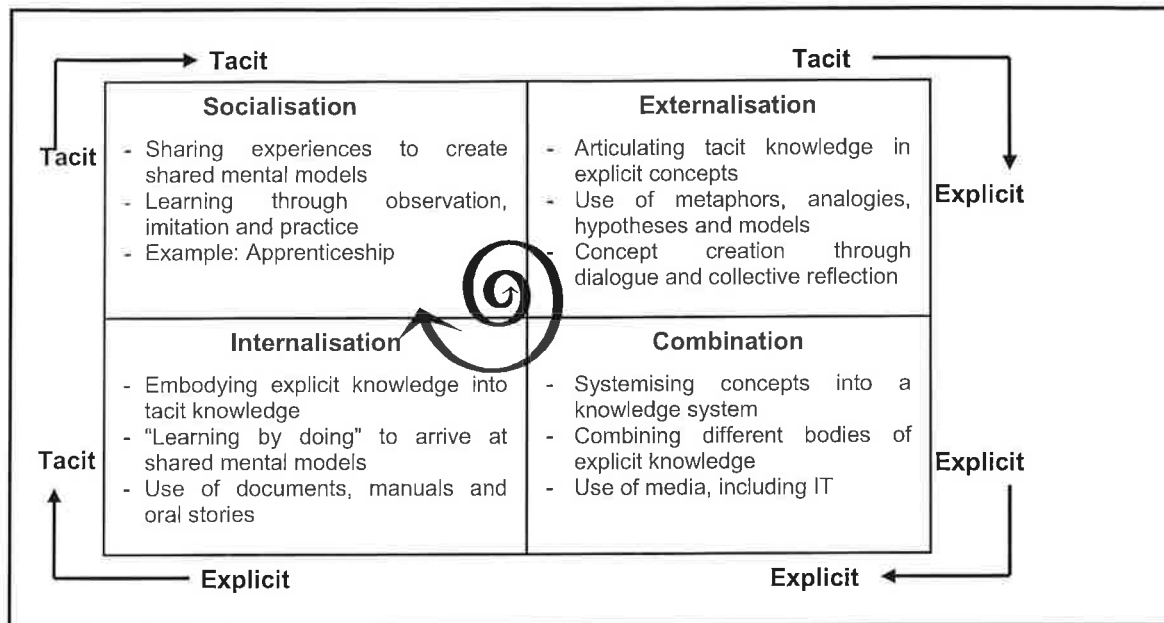 Tacit
Tacit
Socialisation
Externalisation
Tacit
- Sharing experiences to create
shared mental models
- Learning through observation,
imitation and practice
- Example: Apprenticeship
- Articulating tacit knowledge in
explicit concepts
- Use of metaphors, analogies,
hypotheses and models
- Concept creation through
dialogue and collective reflection
Explicit
Internalisation
Combination
Tacit
- Embodying explicit knowledge into
tacit knowledge
- "Learning by doing" to arrive at
shared mental models
- Use of documents, manuals and
oral stories
- Systemising concepts into a
knowledge system
- Combining different bodies of
explicit knowledge
- Use of media, including IT
Explicit
Explicit
Explicit